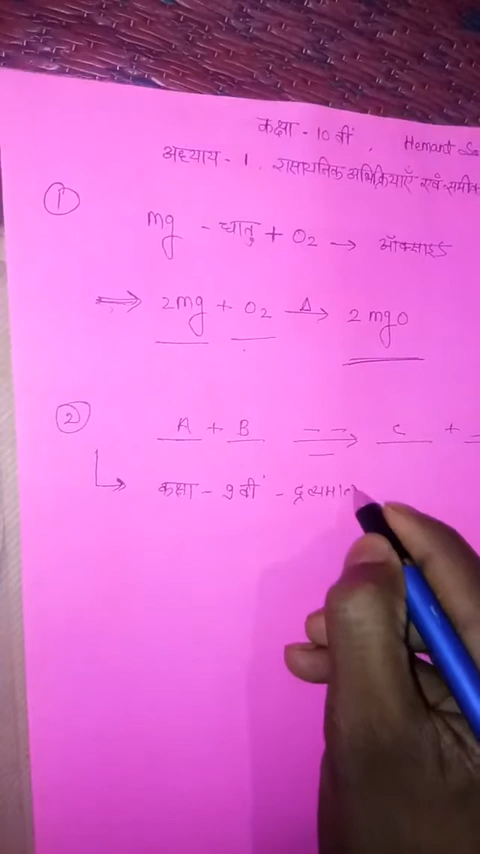 कक्षा - 10 वीं , Hemant
अध्याय - 1 . रासायनिक अभिक्रियाएँ एवं
① mg - धातु + O₂ → ऑक्साइड
⇒ 2mg + O₂ —Δ→ 2mgO
② A + B → C +
↳ कक्षा - 9 वीं - द्रव्यमान